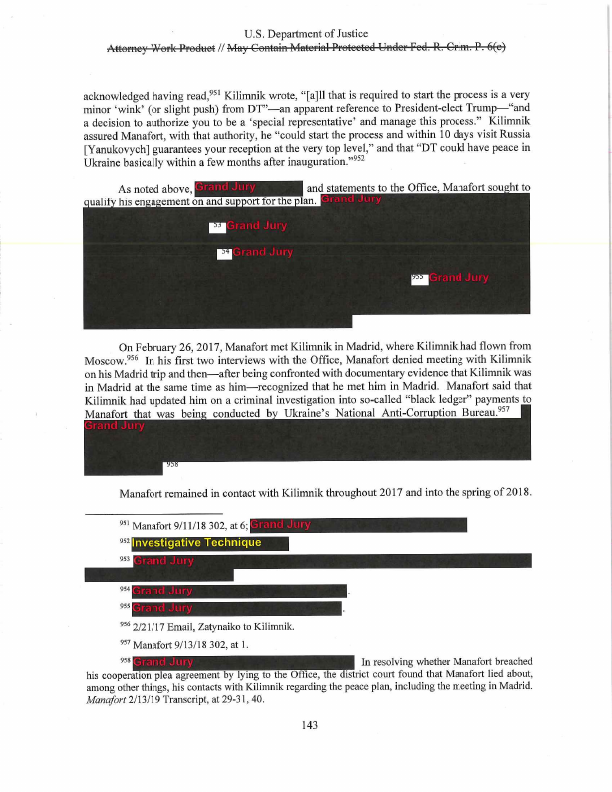 U.S. Department of Justice
Attorney Work Product // May Contain Material Protected Under Fed. R. Crim. P. 6(e)
acknowledged having read,951 Kilimnik wrote, "[a]ll that is required to start the process is a very
minor 'wink' (or slight push) from DT"—an apparent reference to President-elect Trump—"and
a decision to authorize you to be a 'special representative' and manage this process." Kilimnik
assured Manafort, with that authority, he "could start the process and within 10 days visit Russia
[Yanukovych] guarantees your reception at the very top level," and that "DT could have peace in
Ukraine basically within a few months after inauguration."952
As noted above, Grand Jury and statements to the Office, Manafort sought to
qualify his engagement on and support for the plan. Grand Jury
53 Grand Jury
54 Grand Jury
955 Grand Jury
On February 26, 2017, Manafort met Kilimnik in Madrid, where Kilimnik had flown from
Moscow.956 In his first two interviews with the Office, Manafort denied meeting with Kilimnik
on his Madrid trip and then—after being confronted with documentary evidence that Kilimnik was
in Madrid at the same time as him—recognized that he met him in Madrid. Manafort said that
Kilimnik had updated him on a criminal investigation into so-called "black ledger" payments to
Manafort that was being conducted by Ukraine's National Anti-Corruption Bureau.957
Grand Jury
958
Manafort remained in contact with Kilimnik throughout 2017 and into the spring of 2018.
951 Manafort 9/11/18 302, at 6; Grand Jury
952 Investigative Technique
953 Grand Jury
954 Grand Jury.
955 Grand Jury.
956 2/21/17 Email, Zatynaiko to Kilimnik.
957 Manafort 9/13/18 302, at 1.
958 Grand Jury In resolving whether Manafort breached
his cooperation plea agreement by lying to the Office, the district court found that Manafort lied about,
among other things, his contacts with Kilimnik regarding the peace plan, including the meeting in Madrid.
Manafort 2/13/19 Transcript, at 29-31, 40.
143